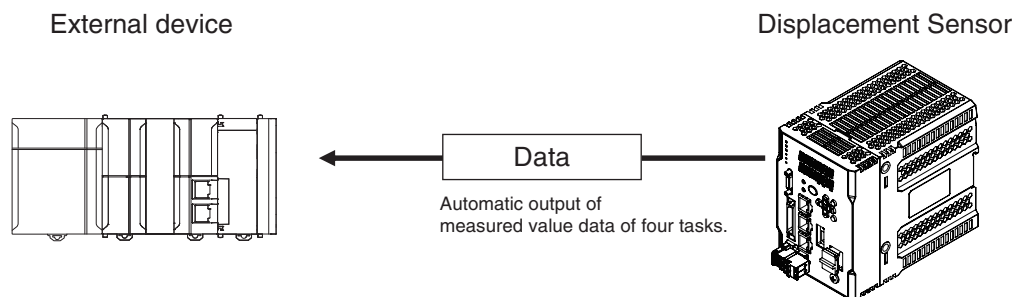 External device
Displacement Sensor
Data
Automatic output of
measured value data of four tasks.